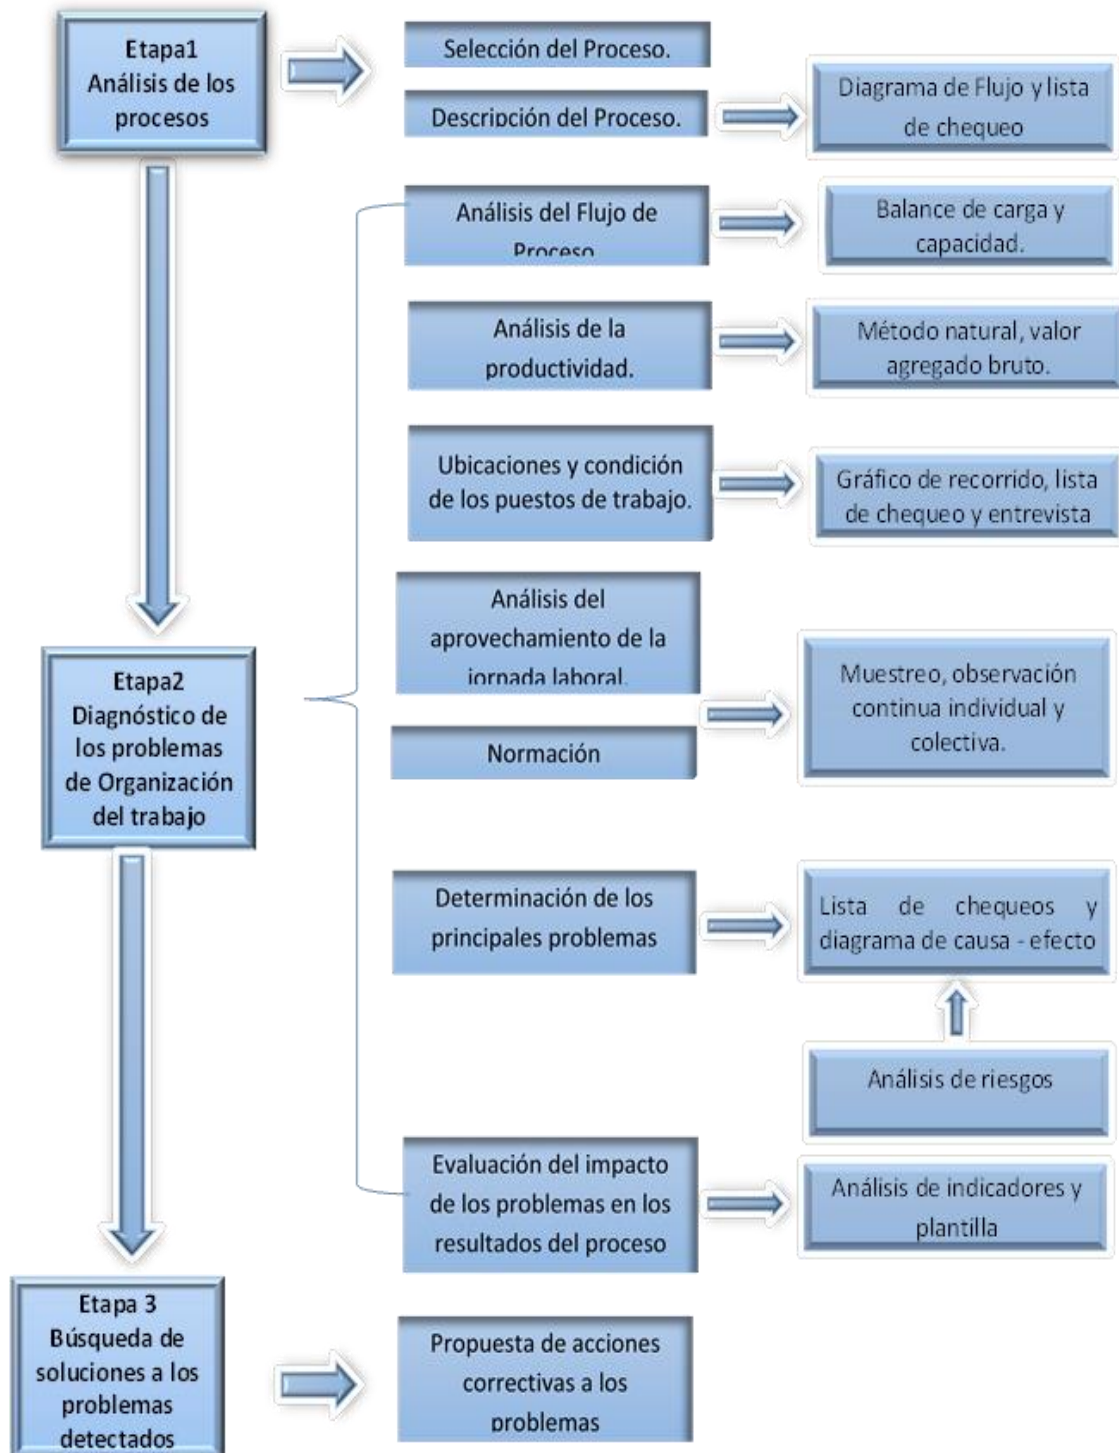 Etapa1
Análisis de los
procesos
Selección del Proceso.
Descripción del Proceso.
Diagrama de Flujo y lista
de chequeo
Análisis del Flujo de
Proceso
Balance de carga y
capacidad.
Análisis de la
productividad.
Método natural, valor
agregado bruto.
Ubicaciones y condición
de los puestos de trabajo.
Gráfico de recorrido, lista
de chequeo y entrevista
Etapa2
Diagnóstico de
los problemas
de Organización
del trabajo
Análisis del
aprovechamiento de la
jornada laboral.
Normación
Muestreo, observación
continua individual y
colectiva.
Determinación de los
principales problemas
Lista de chequeos y
diagrama de causa - efecto
Análisis de riesgos
Evaluación del impacto
de los problemas en los
resultados del proceso
Análisis de indicadores y
plantilla
Etapa 3
Búsqueda de
soluciones a los
problemas
detectados
Propuesta de acciones
correctivas a los
problemas